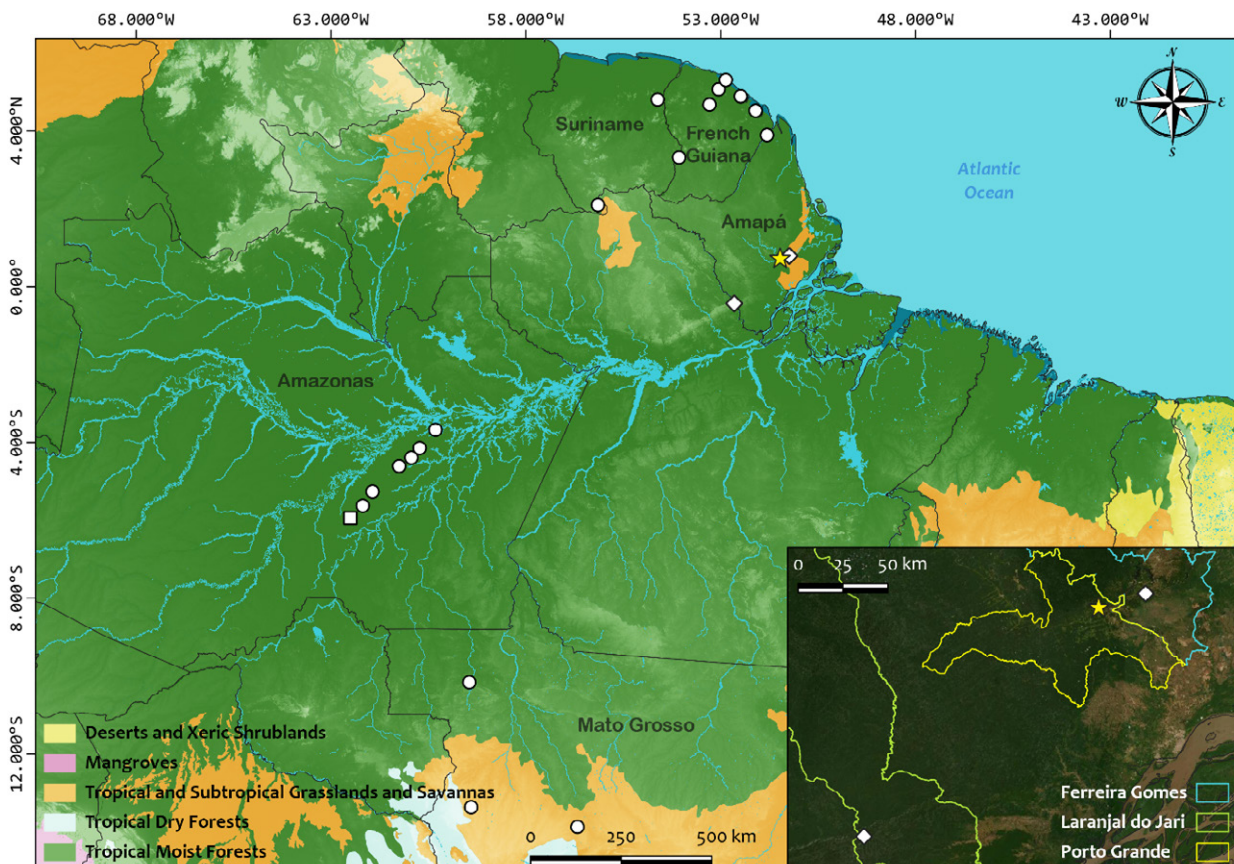 68.000°W 63.000°W 58.000°W 53.000°W 48.000°W 43.000°W
N
W E
S
4.000°N
0.000°
4.000°S
8.000°S
12.000°S
Suriname
French
Guiana
Atlantic
Ocean
Amapá
Amazonas
Mato Grosso
Deserts and Xeric Shrublands
Mangroves
Tropical and Subtropical Grasslands and Savannas
Tropical Dry Forests
Tropical Moist Forests
0 250 500 km
0 25 50 km
Ferreira Gomes
Laranjal do Jari
Porto Grande